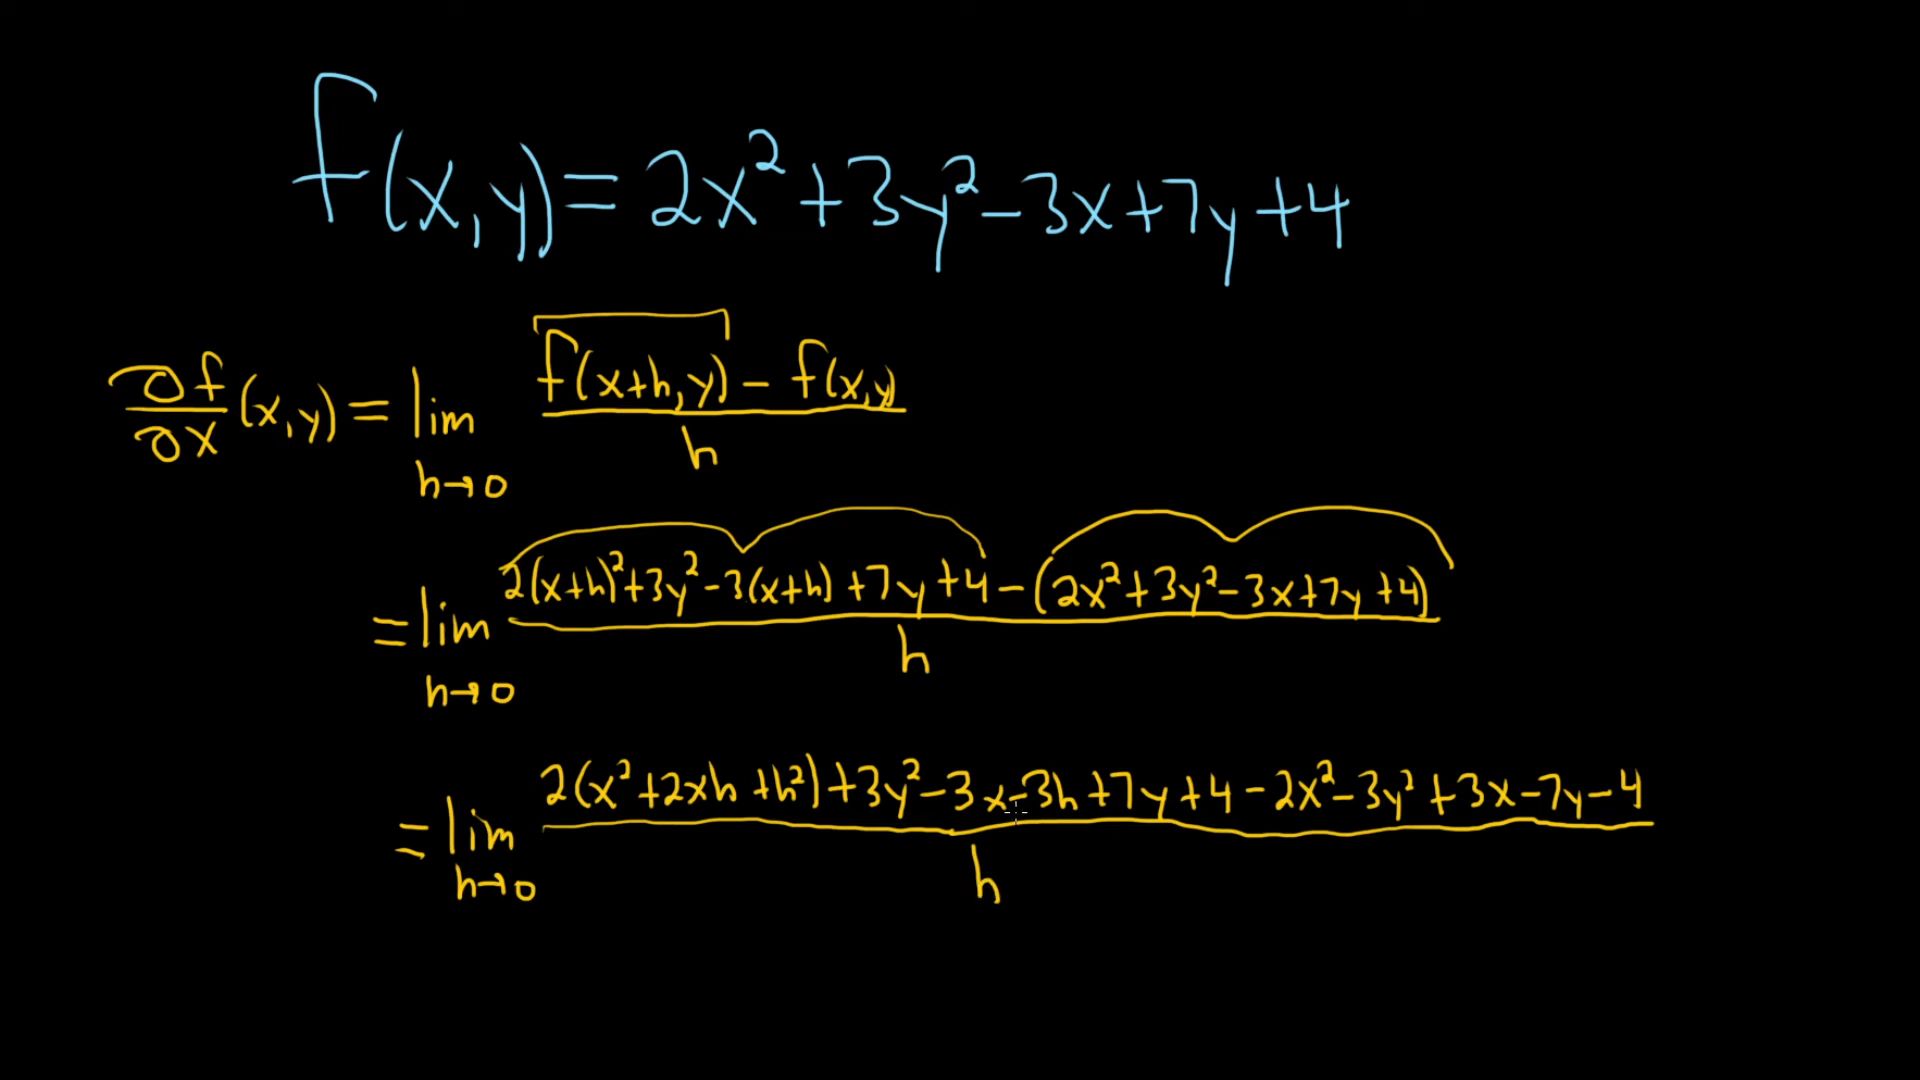 f(x,y)=2x²+3y²-3x+7y+4
∂f/∂x (x,y) = lim h→0 (f(x+h,y) - f(x,y))/h
= lim h→0 (2(x+h)²+3y²-3(x+h)+7y+4-(2x²+3y²-3x+7y+4))/h
= lim h→0 (2(x²+2xh+h²)+3y²-3x-3h+7y+4-2x²-3y²+3x-7y-4)/h